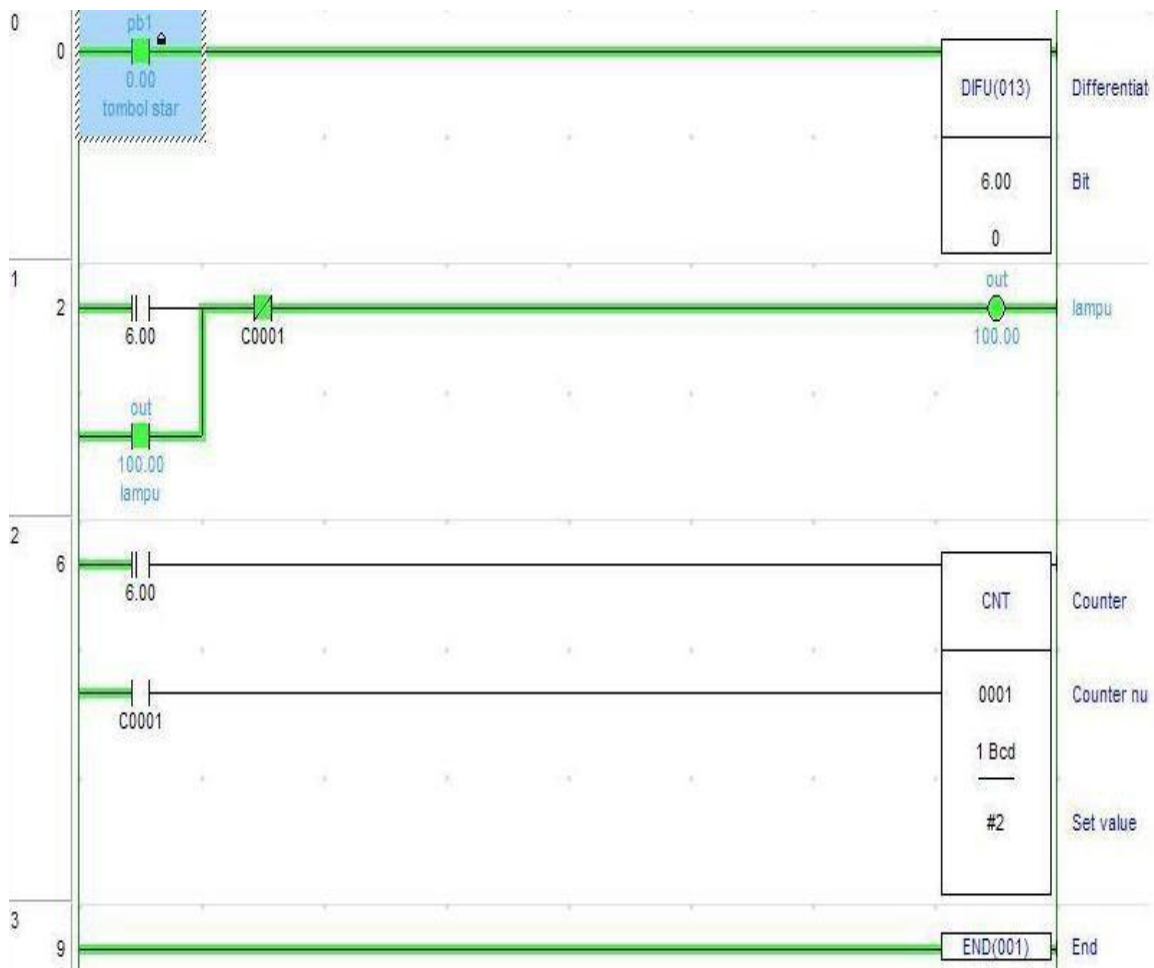 0
pb1
0
0.00
tombol star
DIFU(013)
Differentiat
6.00
Bit
0
1
out
2
lampu
6.00
C0001
100.00
out
100.00
lampu
2
6
6.00
CNT
Counter
0001
Counter nu
C0001
1 Bcd
#2
Set value
3
9
END(001)
End